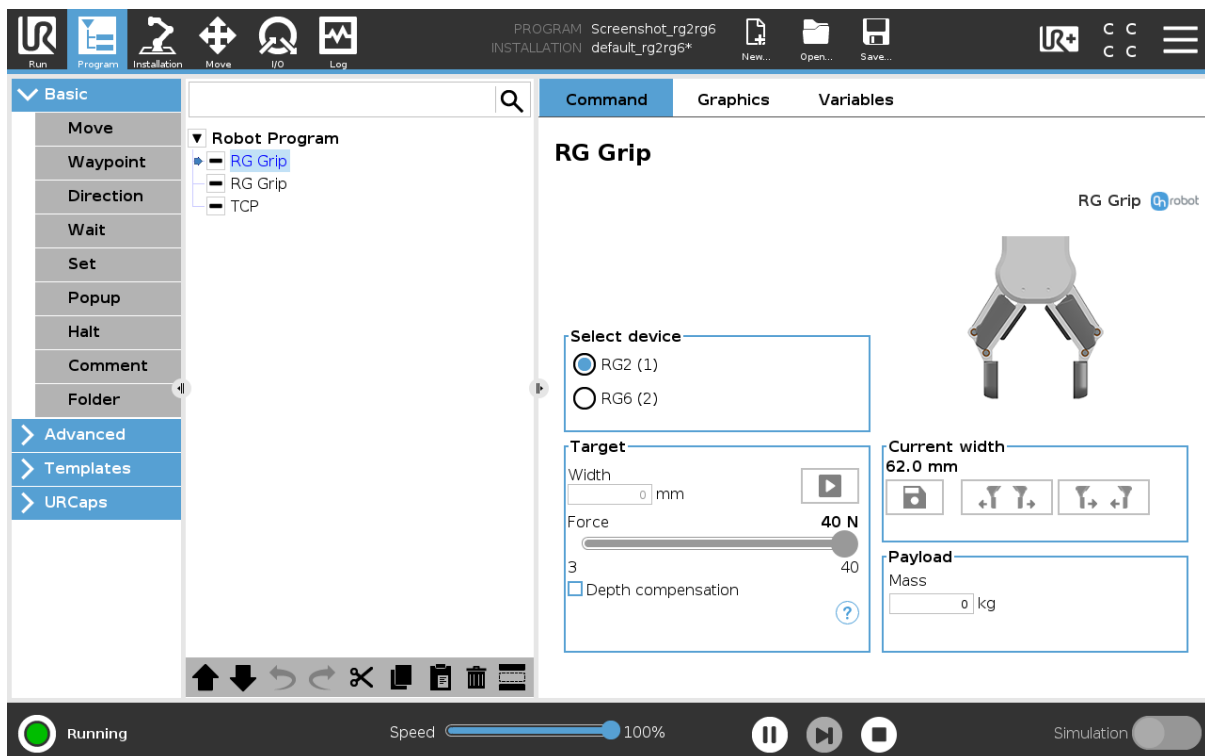 UR
Run
Program
Installation
Move
I/O
Log
PROGRAM Screenshot_rg2rg6
INSTALLATION default_rg2rg6*
New...
Open...
Save...
UR+
C C
C C
Basic
Move
Waypoint
Direction
Wait
Set
Popup
Halt
Comment
Folder
Advanced
Templates
URCaps
Robot Program
RG Grip
RG Grip
TCP
Command
Graphics
Variables
RG Grip
RG Grip On robot
Select device
RG2 (1)
RG6 (2)
Target
Width
0 mm
Force 40 N
3 40
Depth compensation
?
Current width
62.0 mm
Payload
Mass
0 kg
Running
Speed 100%
Simulation